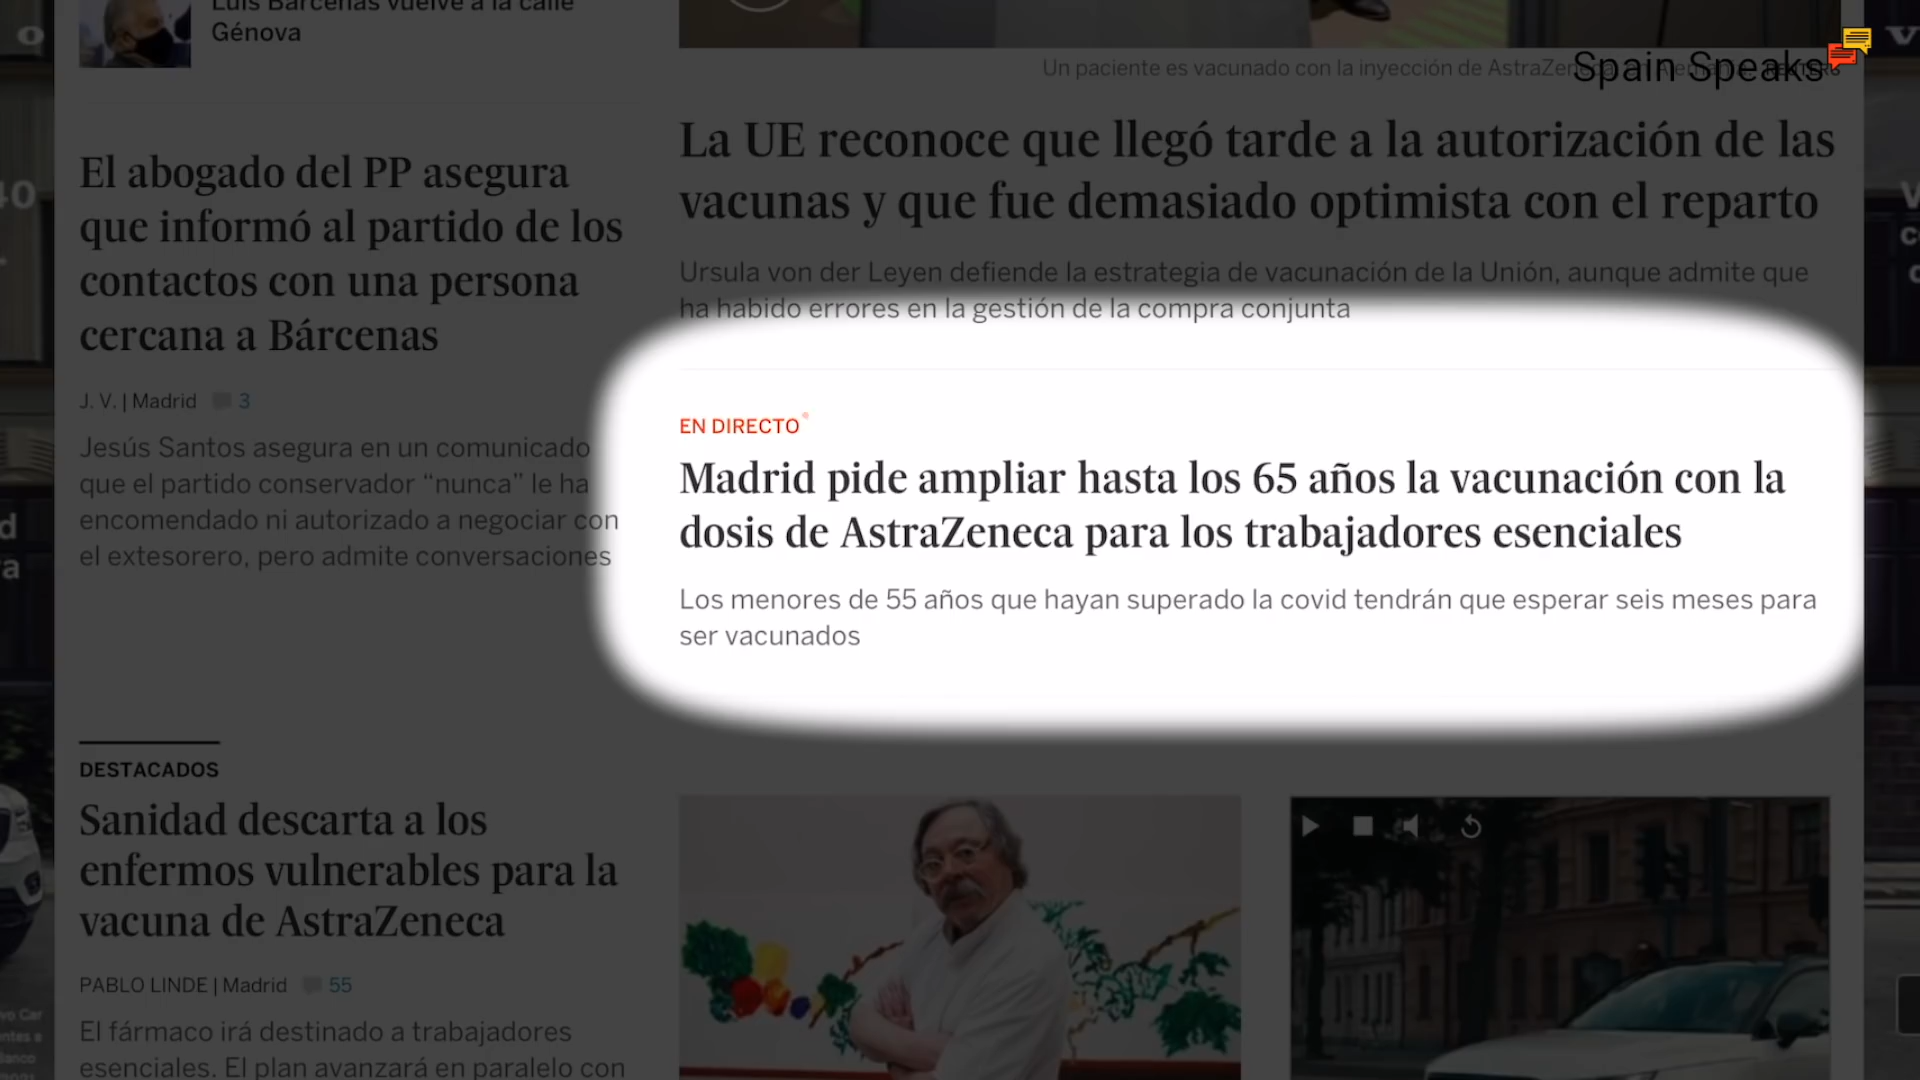 Luis Bárcenas vuelve a la calle
Génova
El abogado del PP asegura
que informó al partido de los
contactos con una persona
cercana a Bárcenas
J. V. | Madrid 3
Jesús Santos asegura en un comunicado
que el partido conservador “nunca” le ha
encomendado ni autorizado a negociar con
el extesorero, pero admite conversaciones
DESTACADOS
Sanidad descarta a los
enfermos vulnerables para la
vacuna de AstraZeneca
PABLO LINDE | Madrid 55
El fármaco irá destinado a trabajadores
esenciales. El plan avanzará en paralelo con
Un paciente es vacunado con la inyección de
Spain Speaks
La UE reconoce que llegó tarde a la autorización de las
vacunas y que fue demasiado optimista con el reparto
Ursula von der Leyen defiende la estrategia de vacunación de la Unión, aunque admite que
ha habido errores en la gestión de la compra conjunta
EN DIRECTO
Madrid pide ampliar hasta los 65 años la vacunación con la
dosis de AstraZeneca para los trabajadores esenciales
Los menores de 55 años que hayan superado la covid tendrán que esperar seis meses para
ser vacunados